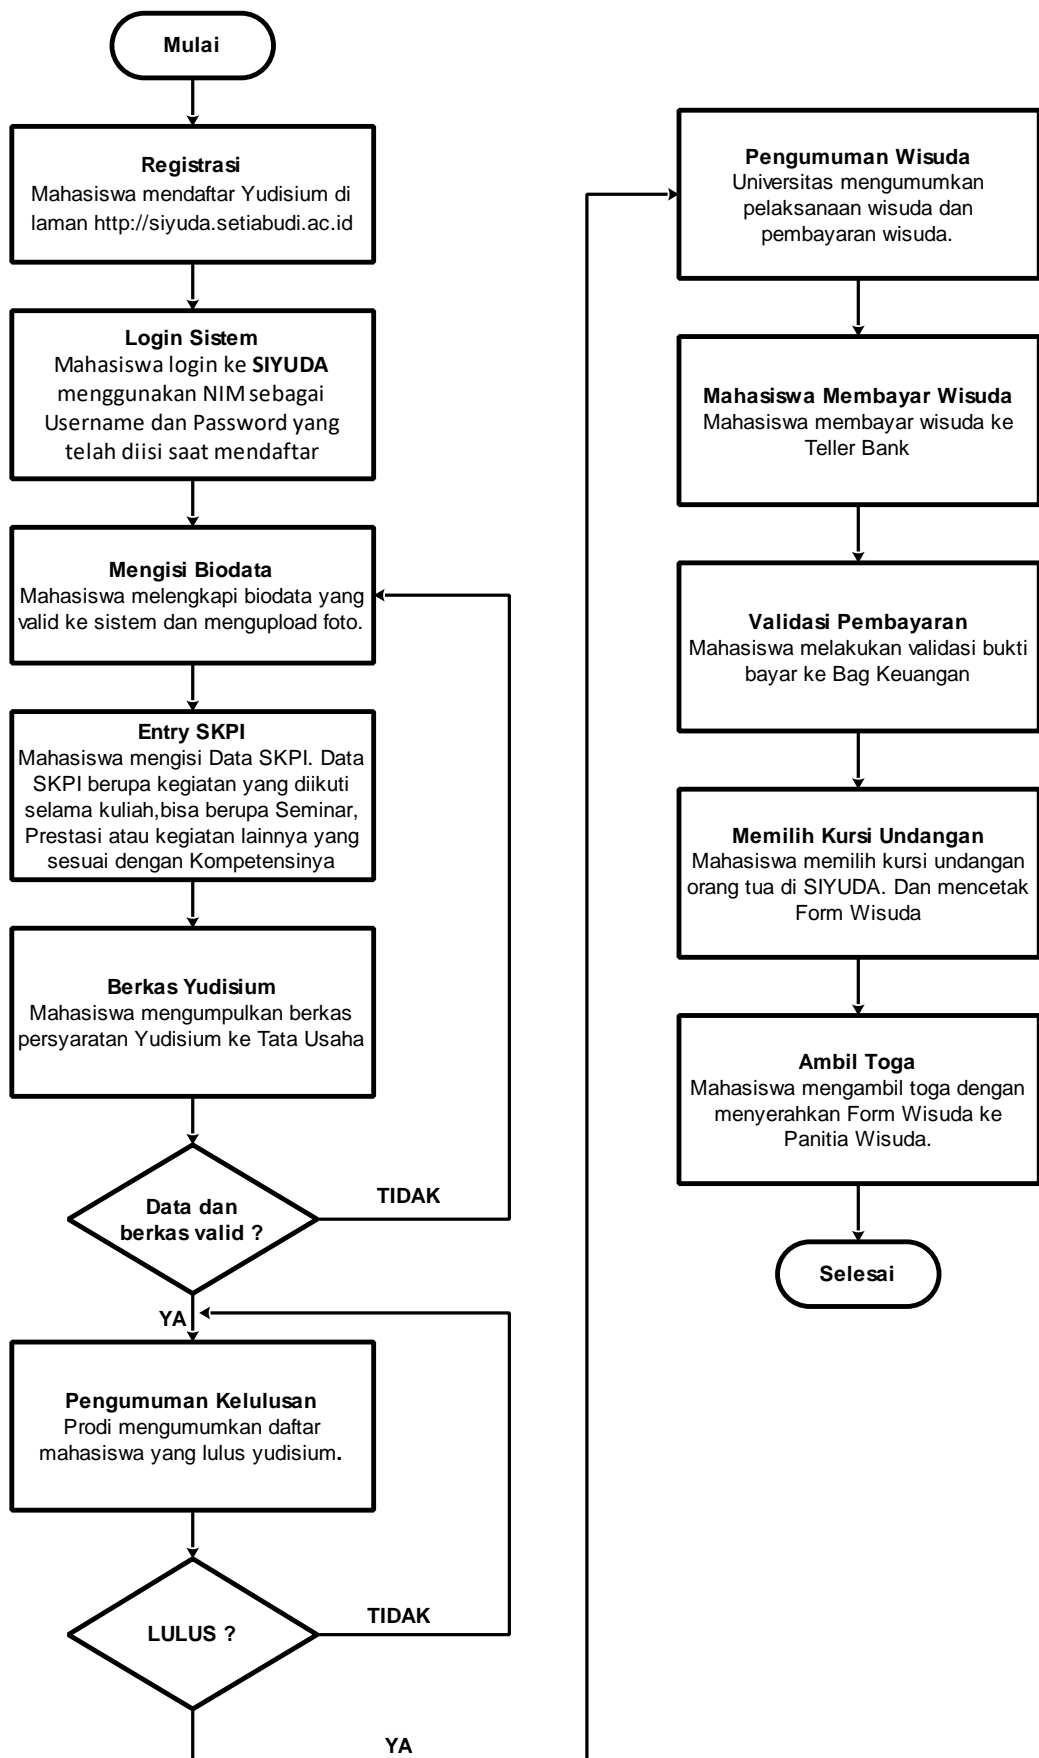 Mulai
Registrasi
Mahasiswa mendaftar Yudisium di
laman http://siyuda.setiabudi.ac.id
Login Sistem
Mahasiswa login ke SIYUDA
menggunakan NIM sebagai
Username dan Password yang
telah diisi saat mendaftar
Mengisi Biodata
Mahasiswa melengkapi biodata yang
valid ke sistem dan mengupload foto.
Entry SKPI
Mahasiswa mengisi Data SKPI. Data
SKPI berupa kegiatan yang diikuti
selama kuliah,bisa berupa Seminar,
Prestasi atau kegiatan lainnya yang
sesuai dengan Kompetensinya
Berkas Yudisium
Mahasiswa mengumpulkan berkas
persyaratan Yudisium ke Tata Usaha
Data dan
berkas valid ?
TIDAK
YA
Pengumuman Kelulusan
Prodi mengumumkan daftar
mahasiswa yang lulus yudisium.
LULUS ?
TIDAK
YA
Pengumuman Wisuda
Universitas mengumumkan
pelaksanaan wisuda dan
pembayaran wisuda.
Mahasiswa Membayar Wisuda
Mahasiswa membayar wisuda ke
Teller Bank
Validasi Pembayaran
Mahasiswa melakukan validasi bukti
bayar ke Bag Keuangan
Memilih Kursi Undangan
Mahasiswa memilih kursi undangan
orang tua di SIYUDA. Dan mencetak
Form Wisuda
Ambil Toga
Mahasiswa mengambil toga dengan
menyerahkan Form Wisuda ke
Panitia Wisuda.
Selesai